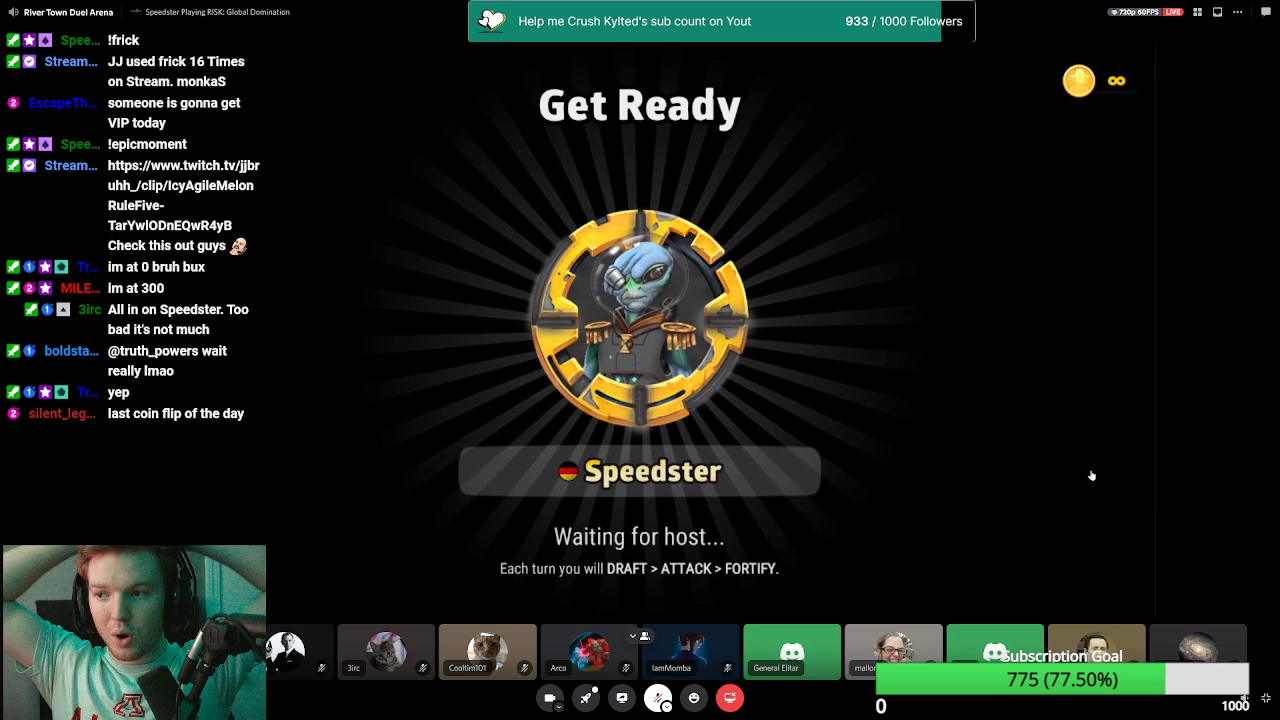 River Town Duel Arena
Speedster Playing RISK: Global Domination
Help me Crush Kylted's sub count on Yout
933 / 1000 Followers
720p 60FPS LIVE
Spee... !frick
Stream... JJ used frick 16 Times
on Stream. monkaS
EscapeTh... someone is gonna get
VIP today
Spee... !epicmoment
Stream... https://www.twitch.tv/jjbr
uhh_/clip/IcyAgileMelon
RuleFive-
TarYwlODnEQwR4yB
Check this out guys
Tr... im at 0 bruh bux
MILE... im at 300
3irc All in on Speedster. Too
bad it's not much
boldsta... @truth_powers wait
really lmao
Tr... yep
silent_leg... last coin flip of the day
Get Ready
∞
Speedster
Waiting for host...
Each turn you will DRAFT > ATTACK > FORTIFY.
3irc
Cooltim101
Arco
IamMomba
General Elitar
mallor
Subscription Goal
775 (77.50%)
0
1000